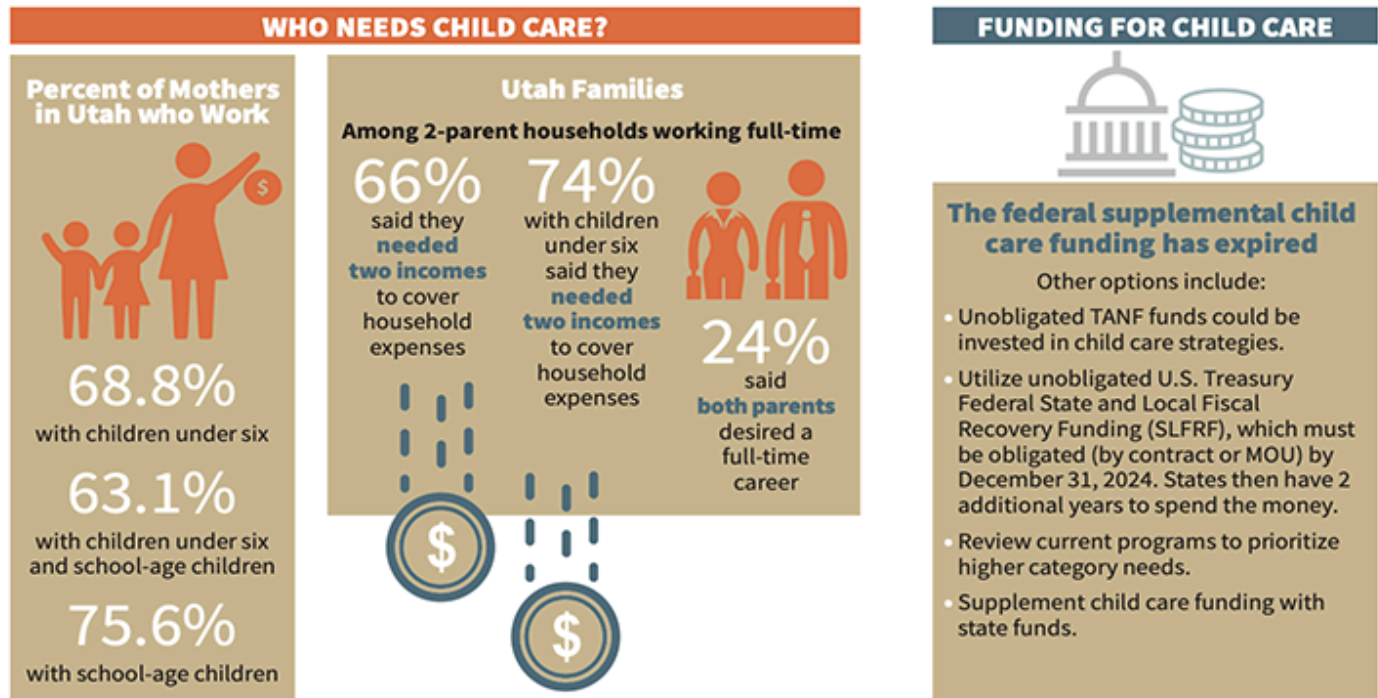 WHO NEEDS CHILD CARE?
Percent of Mothers
in Utah who Work
$
68.8%
with children under six
63.1%
with children under six
and school-age children
75.6%
with school-age children
Utah Families
Among 2-parent households working full-time
66%
said they
needed
two incomes
to cover
household
expenses
$
74%
with children
under six
said they
needed
two incomes
to cover
household
expenses
$
24%
said
both parents
desired a
full-time
career
FUNDING FOR CHILD CARE
The federal supplemental child
care funding has expired
Other options include:
• Unobligated TANF funds could be
invested in child care strategies.
• Utilize unobligated U.S. Treasury
Federal State and Local Fiscal
Recovery Funding (SLFRF), which must
be obligated (by contract or MOU) by
December 31, 2024. States then have 2
additional years to spend the money.
• Review current programs to prioritize
higher category needs.
• Supplement child care funding with
state funds.